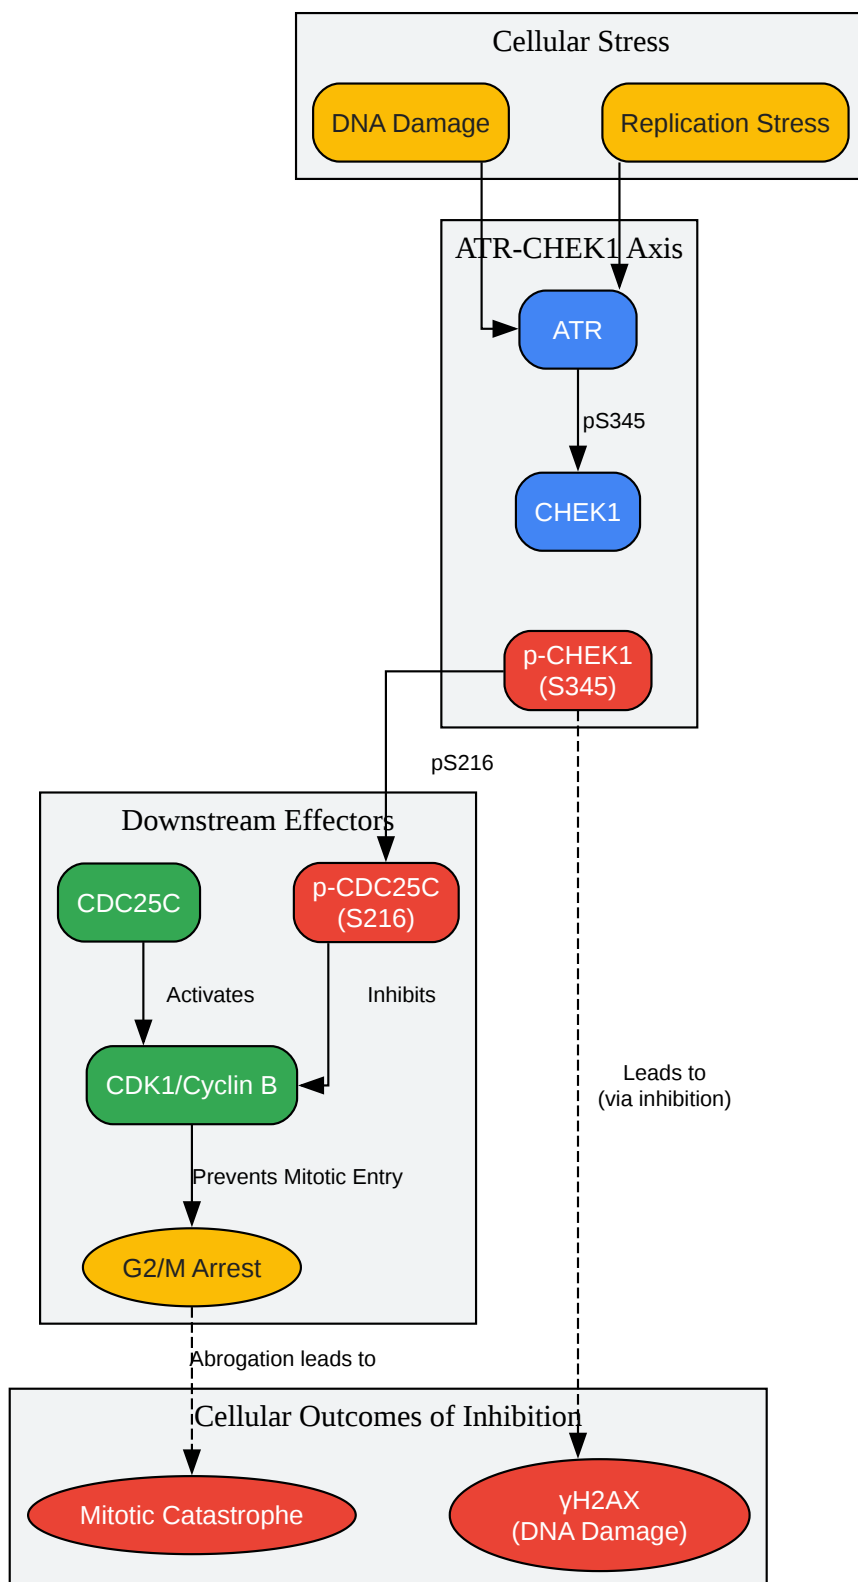 Cellular Stress
DNA Damage
Replication Stress
ATR-CHEK1 Axis
ATR
pS345
CHEK1
p-CHEK1
(S345)
pS216
Downstream Effectors
CDC25C
p-CDC25C
(S216)
Activates
Inhibits
CDK1/Cyclin B
Leads to
(via inhibition)
Prevents Mitotic Entry
G2/M Arrest
Abrogation leads to
Cellular Outcomes of Inhibition
Mitotic Catastrophe
γH2AX
(DNA Damage)